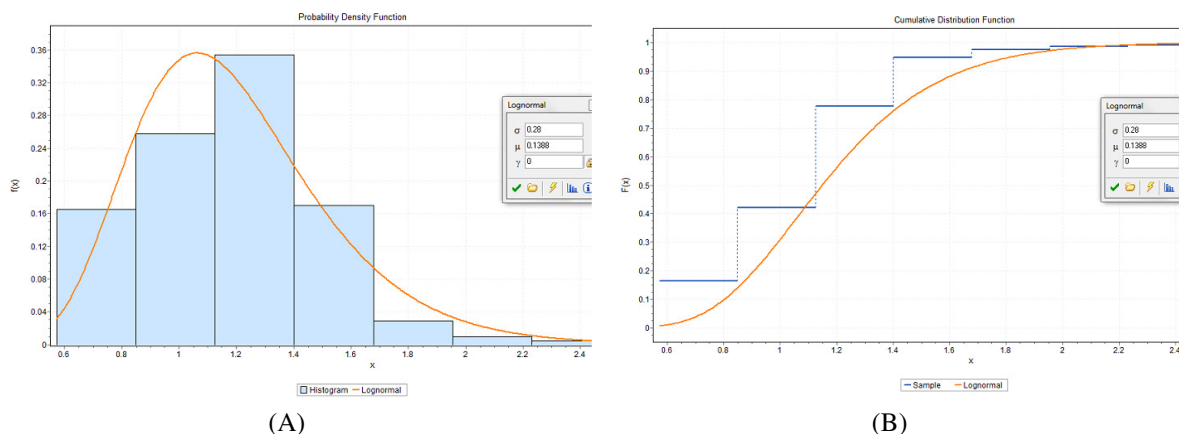 Probability Density Function
f(x)
0.36
0.32
0.28
0.24
0.2
0.16
0.12
0.08
0.04
0
0.6 0.8 1 1.2 1.4 1.6 1.8 2 2.2 2.4
x
Histogram Lognormal
Lognormal
σ 0.28
μ 0.1388
γ 0
(A)
Cumulative Distribution Function
F(x)
1
0.9
0.8
0.7
0.6
0.5
0.4
0.3
0.2
0.1
0
0.6 0.8 1 1.2 1.4 1.6 1.8 2 2.2 2.4
x
Sample Lognormal
Lognormal
σ 0.28
μ 0.1388
γ 0
(B)